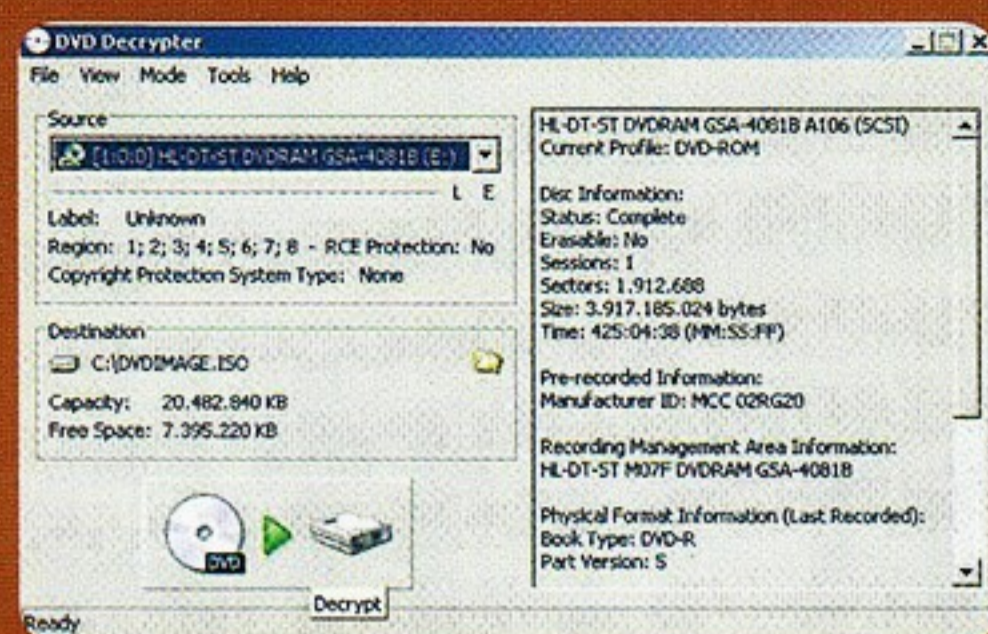 DVD Decrypter
File View Mode Tools Help
Source
[1:0:0] HL-DT-ST DVDRAM GSA-4081B (E:)
L E
Label: Unknown
Region: 1; 2; 3; 4; 5; 6; 7; 8 - RCE Protection: No
Copyright Protection System Type: None
Destination
C:\DVDIMAGE.ISO
Capacity: 20.482.840 KB
Free Space: 7.395.220 KB
DVD
Decrypt
Ready
HL-DT-ST DVDRAM GSA-4081B A106 (SCSI)
Current Profile: DVD-ROM
Disc Information:
Status: Complete
Erasable: No
Sessions: 1
Sectors: 1.912.688
Size: 3.917.185.024 bytes
Time: 425:04:38 (MM:SS:FF)
Pre-recorded Information:
Manufacturer ID: MCC 02RG20
Recording Management Area Information:
HL-DT-ST M07F DVDRAM GSA-4081B
Physical Format Information (Last Recorded):
Book Type: DVD-R
Part Version: 5